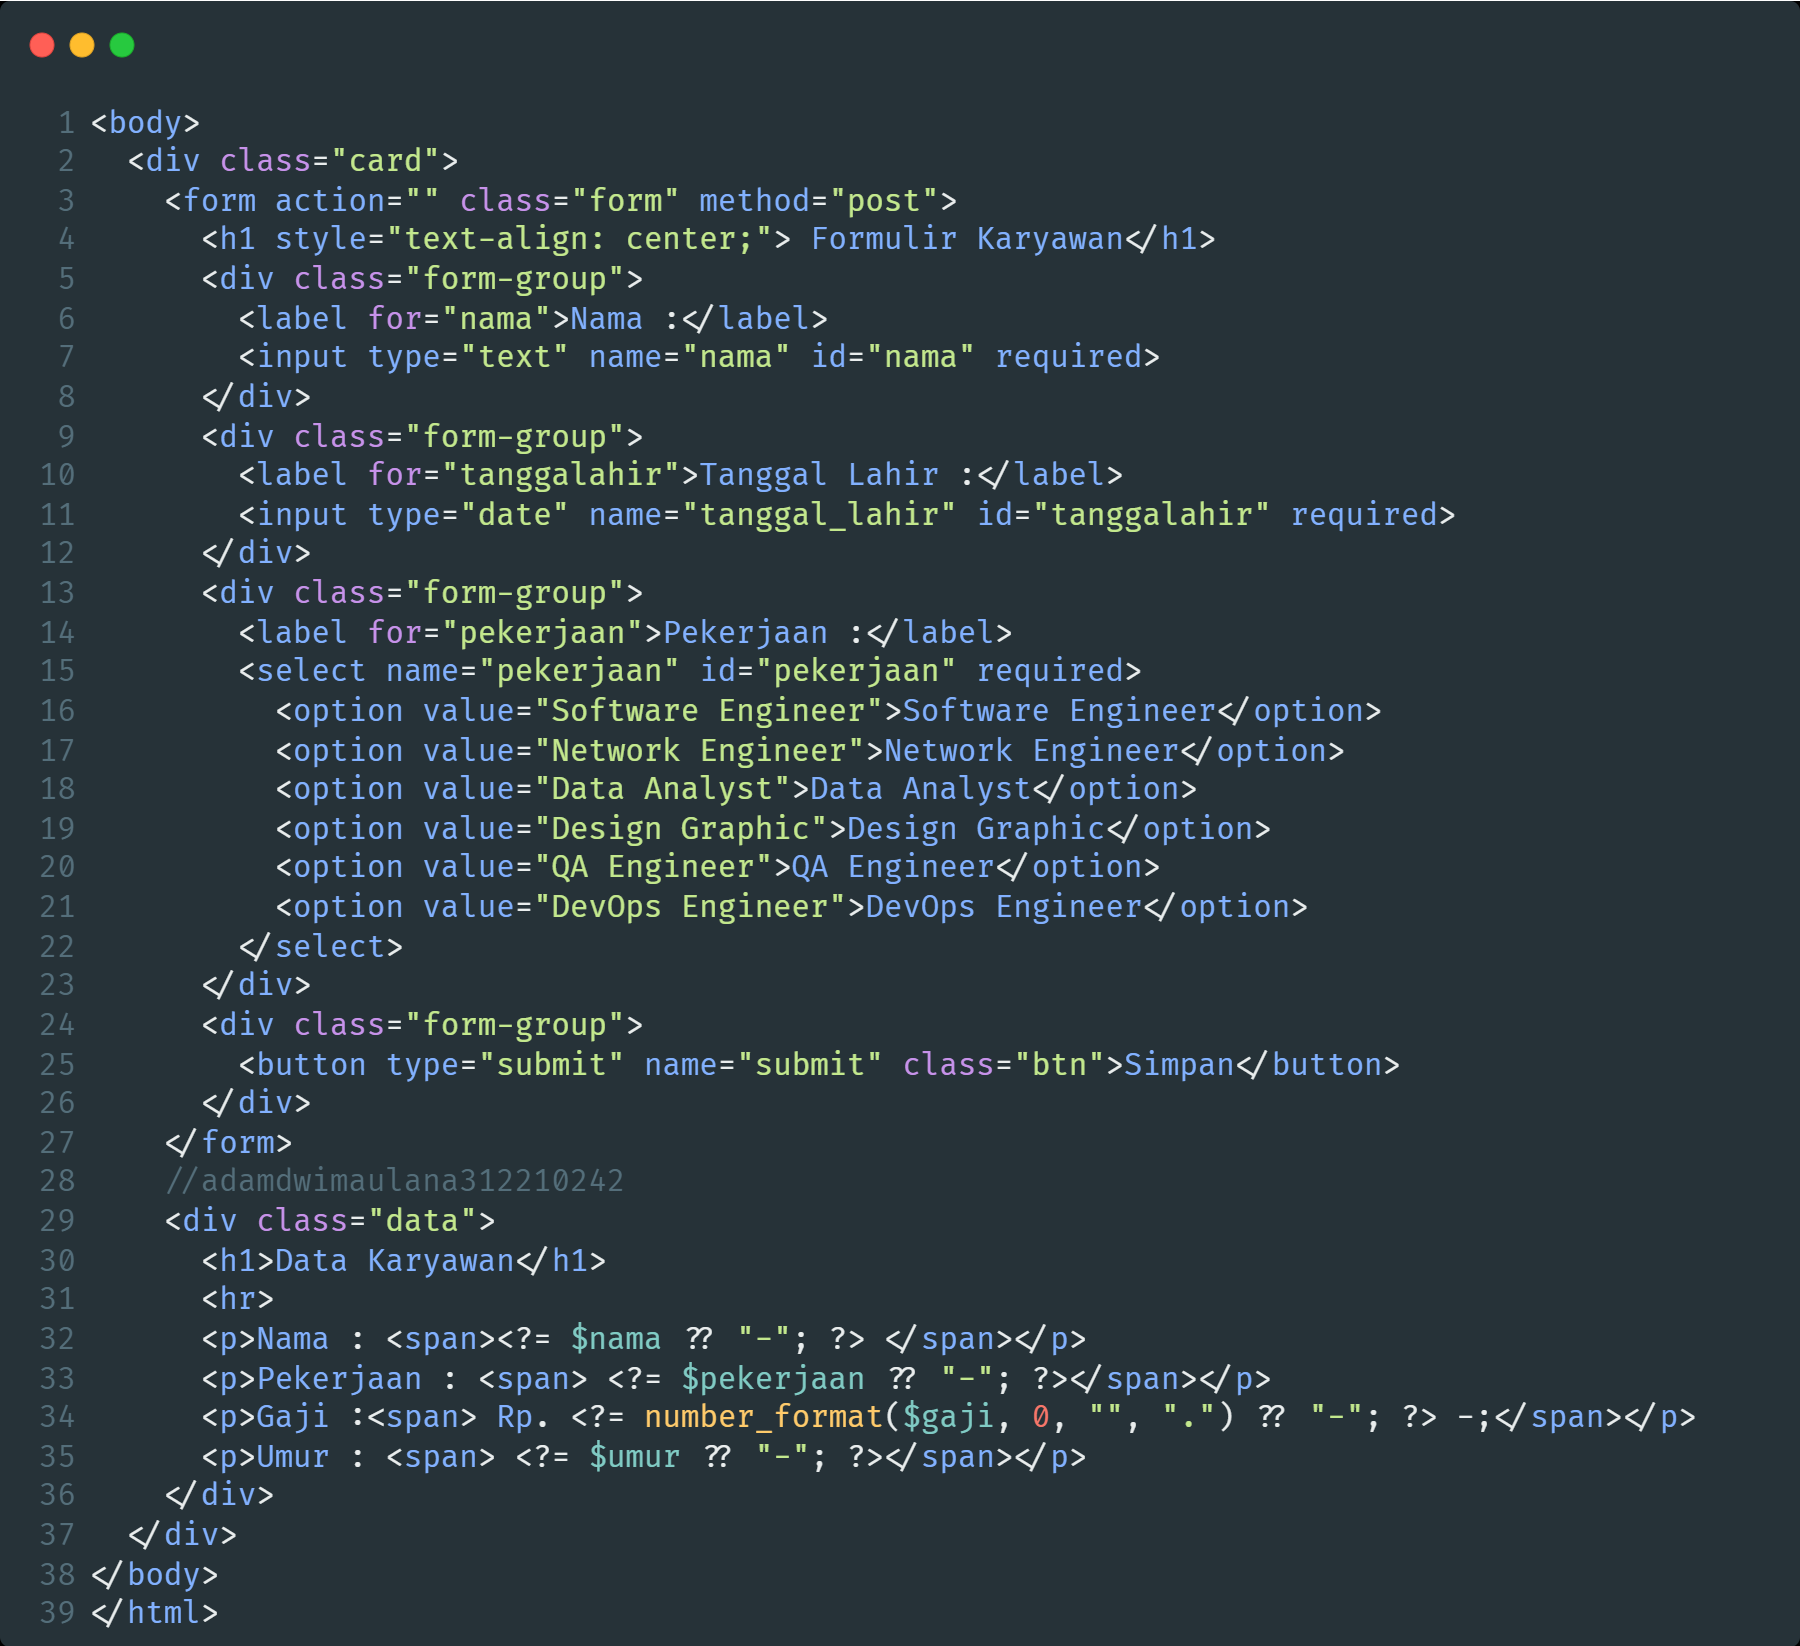 1 <body>
2   <div class="card">
3     <form action="" class="form" method="post">
4       <h1 style="text-align: center;"> Formulir Karyawan</h1>
5       <div class="form-group">
6         <label for="nama">Nama :</label>
7         <input type="text" name="nama" id="nama" required>
8       </div>
9       <div class="form-group">
10         <label for="tanggalahir">Tanggal Lahir :</label>
11         <input type="date" name="tanggal_lahir" id="tanggalahir" required>
12       </div>
13       <div class="form-group">
14         <label for="pekerjaan">Pekerjaan :</label>
15         <select name="pekerjaan" id="pekerjaan" required>
16           <option value="Software Engineer">Software Engineer</option>
17           <option value="Network Engineer">Network Engineer</option>
18           <option value="Data Analyst">Data Analyst</option>
19           <option value="Design Graphic">Design Graphic</option>
20           <option value="QA Engineer">QA Engineer</option>
21           <option value="DevOps Engineer">DevOps Engineer</option>
22         </select>
23       </div>
24       <div class="form-group">
25         <button type="submit" name="submit" class="btn">Simpan</button>
26       </div>
27     </form>
28     //adamdwimaulana312210242
29     <div class="data">
30       <h1>Data Karyawan</h1>
31       <hr>
32       <p>Nama : <span><?= $nama ?? "-"; ?> </span></p>
33       <p>Pekerjaan : <span> <?= $pekerjaan ?? "-"; ?></span></p>
34       <p>Gaji :<span> Rp. <?= number_format($gaji, 0, "", ".") ?? "-"; ?> -;</span></p>
35       <p>Umur : <span> <?= $umur ?? "-"; ?></span></p>
36     </div>
37   </div>
38 </body>
39 </html>